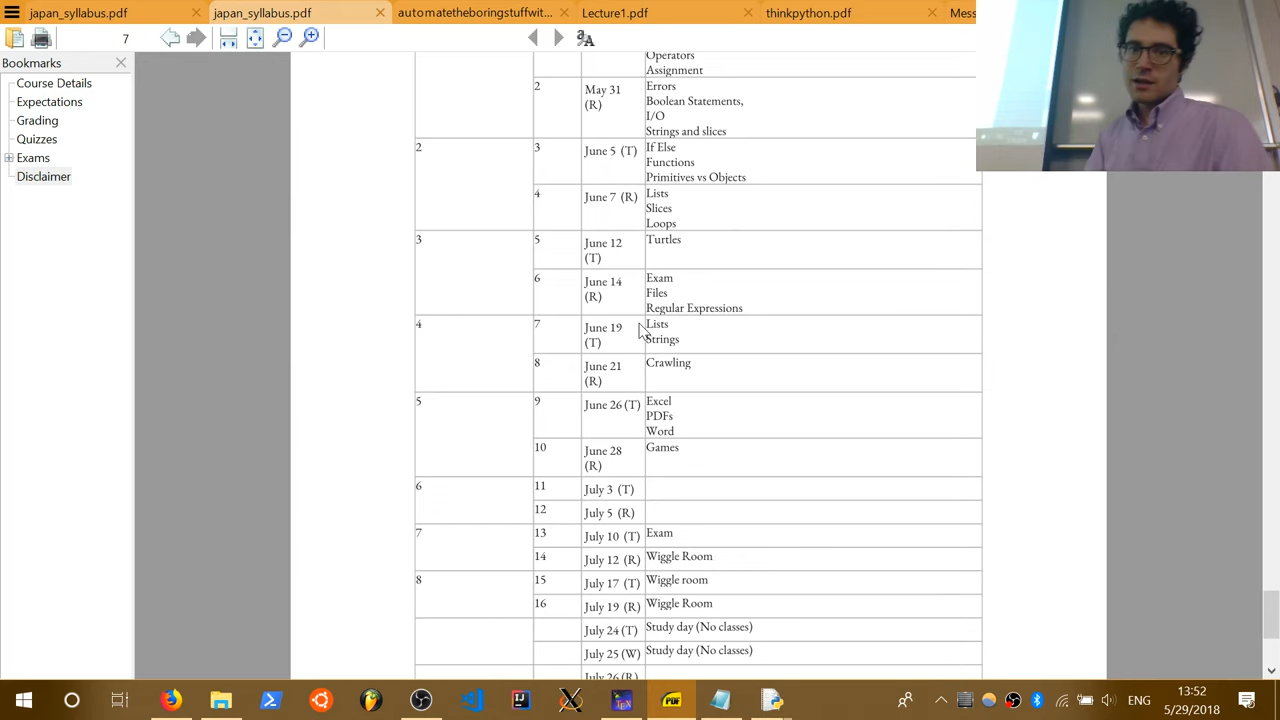 japan_syllabus.pdf
japan_syllabus.pdf
automatetheboringstuffwit...
Lecture1.pdf
thinkpython.pdf
Mess
7
Bookmarks
Course Details
Expectations
Grading
Quizzes
Exams
Disclaimer
Operators
Assignment
2 May 31 (R) Errors
Boolean Statements,
I/O
Strings and slices
2 3 June 5 (T) If Else
Functions
Primitives vs Objects
4 June 7 (R) Lists
Slices
Loops
3 5 June 12 (T) Turtles
6 June 14 (R) Exam
Files
Regular Expressions
4 7 June 19 (T) Lists
Strings
8 June 21 (R) Crawling
5 9 June 26 (T) Excel
PDFs
Word
10 June 28 (R) Games
6 11 July 3 (T)
12 July 5 (R)
7 13 July 10 (T) Exam
14 July 12 (R) Wiggle Room
8 15 July 17 (T) Wiggle room
16 July 19 (R) Wiggle Room
July 24 (T) Study day (No classes)
July 25 (W) Study day (No classes)
July 26 (R)
ENG
13:52
5/29/2018